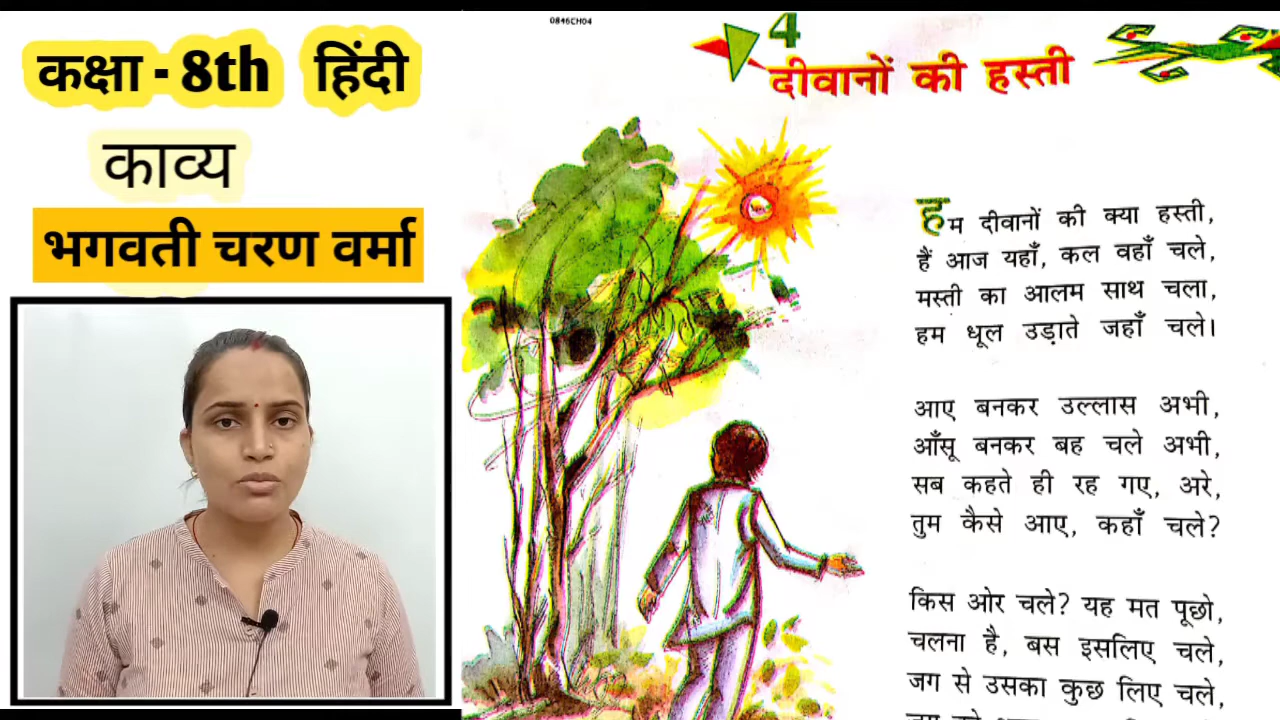 कक्षा - 8th हिंदी
काव्य
भगवती चरण वर्मा
0846CH04
4
दीवानों की हस्ती
हम दीवानों की क्या हस्ती,
हैं आज यहाँ, कल वहाँ चले,
मस्ती का आलम साथ चला,
हम धूल उड़ाते जहाँ चले।
आए बनकर उल्लास अभी,
आँसू बनकर बह चले अभी,
सब कहते ही रह गए, अरे,
तुम कैसे आए, कहाँ चले?
किस ओर चले? यह मत पूछो,
चलना है, बस इसलिए चले,
जग से उसका कुछ लिए चले,